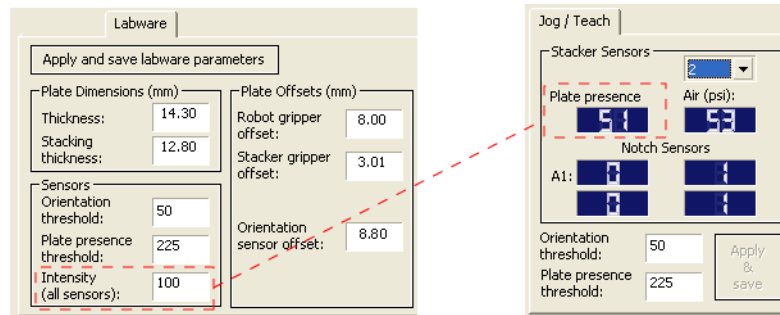 Labware
Apply and save labware parameters
Plate Dimensions (mm)
Thickness:
14.30
Stacking
thickness:
12.80
Sensors
Orientation
threshold:
50
Plate presence
threshold:
225
Intensity
(all sensors):
100
Plate Offsets (mm)
Robot gripper
offset:
8.00
Stacker gripper
offset:
3.01
Orientation
sensor offset:
8.80
Jog / Teach
Stacker Sensors
2
Plate presence
51
Air (psi):
53
Notch Sensors
A1:
0
1
0
1
Orientation
threshold:
50
Plate presence
threshold:
225
Apply
&
save